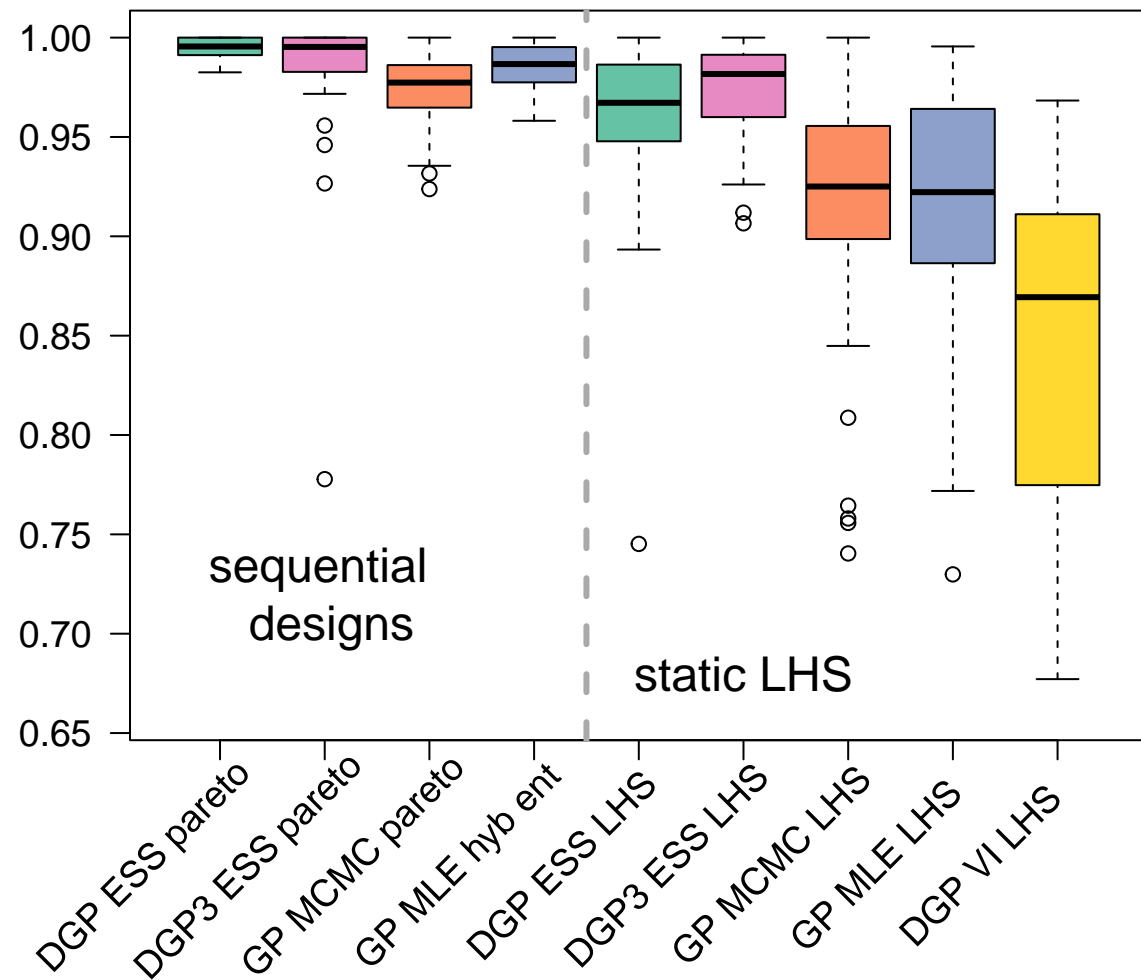 1.00
0.95
0.90
0.85
0.80
0.75
0.70
0.65
sequential
designs
static LHS
DGP ESS pareto
DGP3 ESS pareto
GP MCMC pareto
GP MLE hyb ent
DGP ESS LHS
DGP3 ESS LHS
GP MCMC LHS
GP MLE LHS
DGP VI LHS